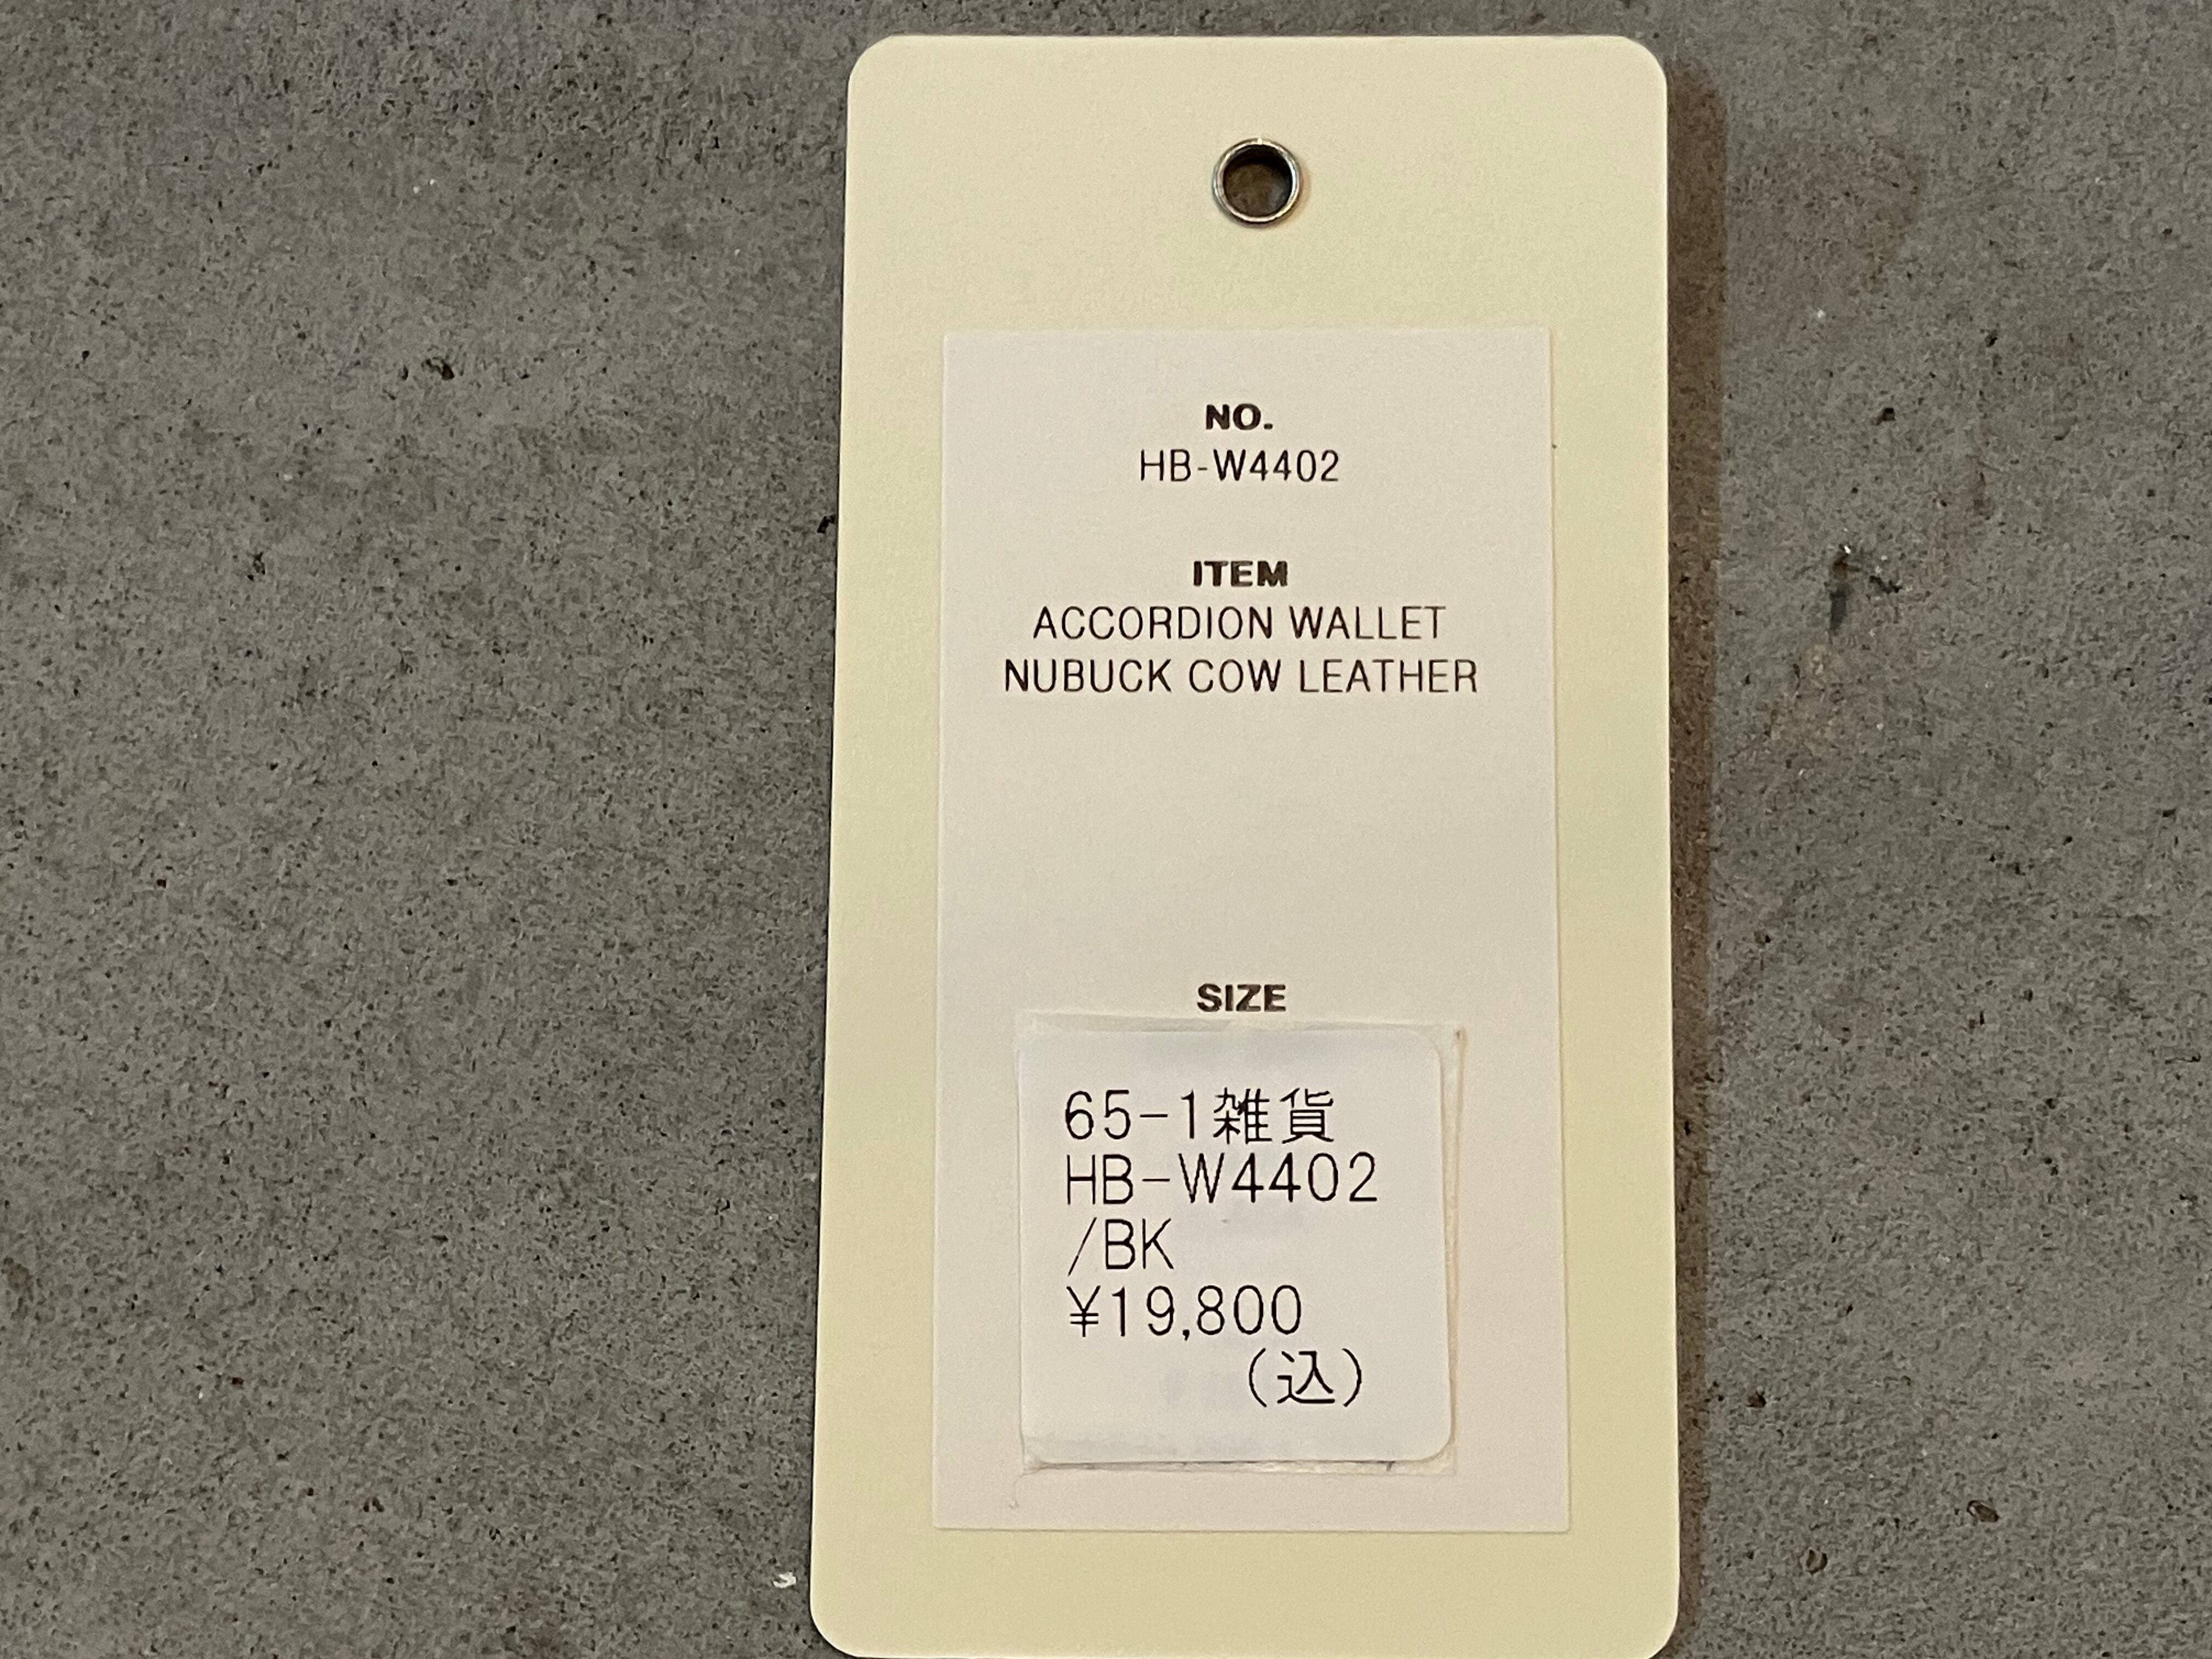 NO.
HB-W4402
ITEM
ACCORDION WALLET
NUBUCK COW LEATHER
SIZE
65-1雑貨
HB-W4402
/BK
¥19,800
(込)